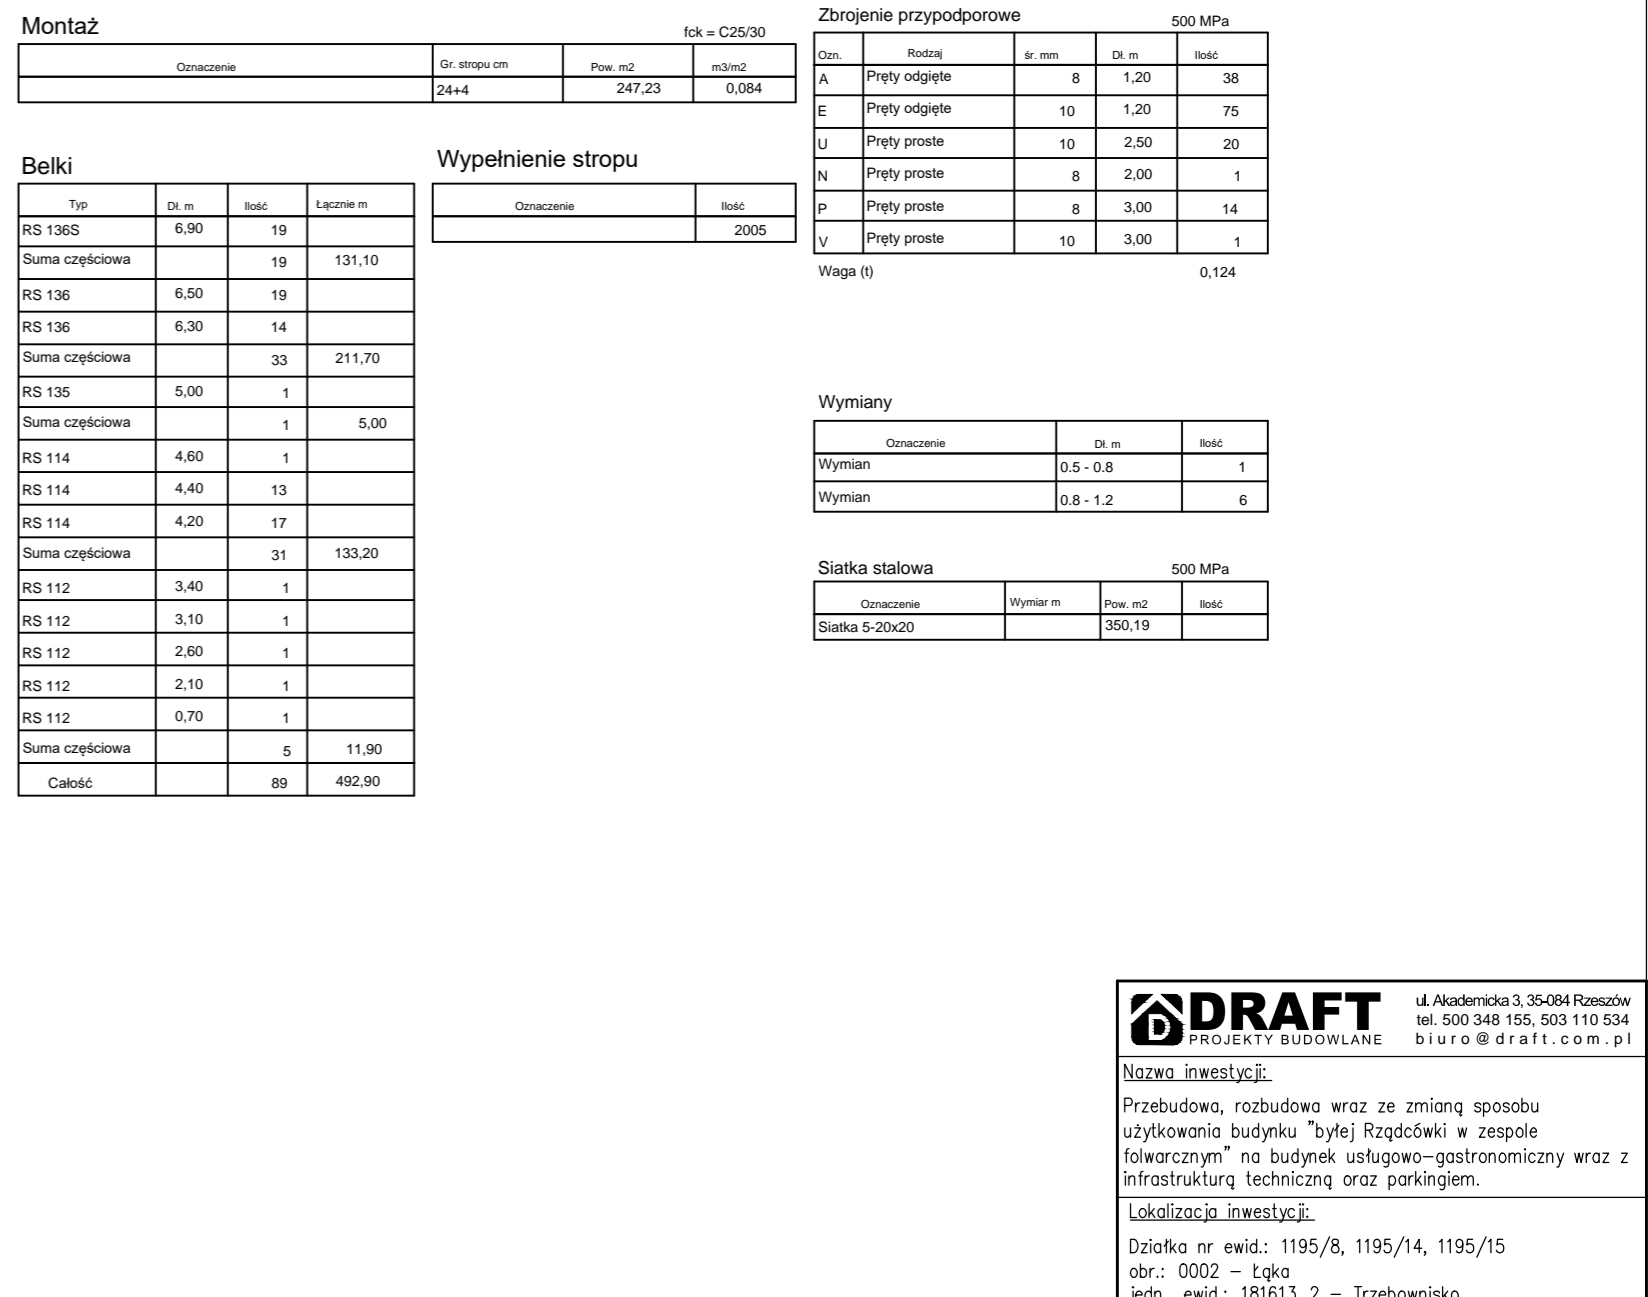 Montaż
fck = C25/30
Oznaczenie Gr. stropu cm Pow. m2 m3/m2
24+4 247,23 0,084
Belki
Typ Dł. m Ilość Łącznie m
RS 136S 6,90 19
Suma częściowa 19 131,10
RS 136 6,50 19
RS 136 6,30 14
Suma częściowa 33 211,70
RS 135 5,00 1
Suma częściowa 1 5,00
RS 114 4,60 1
RS 114 4,40 13
RS 114 4,20 17
Suma częściowa 31 133,20
RS 112 3,40 1
RS 112 3,10 1
RS 112 2,60 1
RS 112 2,10 1
RS 112 0,70 1
Suma częściowa 5 11,90
Całość 89 492,90
Wypełnienie stropu
Oznaczenie Ilość
2005
Zbrojenie przypodporowe 500 MPa
Ozn. Rodzaj śr. mm Dł. m Ilość
A Pręty odgięte 8 1,20 38
E Pręty odgięte 10 1,20 75
U Pręty proste 10 2,50 20
N Pręty proste 8 2,00 1
P Pręty proste 8 3,00 14
V Pręty proste 10 3,00 1
Waga (t) 0,124
Wymiany
Oznaczenie Dł. m Ilość
Wymian 0.5 - 0.8 1
Wymian 0.8 - 1.2 6
Siatka stalowa 500 MPa
Oznaczenie Wymiar m Pow. m2 Ilość
Siatka 5-20x20 350,19
D DRAFT
PROJEKTY BUDOWLANE
ul. Akademicka 3, 35-084 Rzeszów
tel. 500 348 155, 503 110 534
biuro@draft.com.pl
Nazwa inwestycji:
Przebudowa, rozbudowa wraz ze zmianą sposobu
użytkowania budynku "byłej Rządcówki w zespole
folwarcznym" na budynek usługowo-gastronomiczny wraz z
infrastrukturą techniczną oraz parkingiem.
Lokalizacja inwestycji:
Działka nr ewid.: 1195/8, 1195/14, 1195/15
obr.: 0002 – Łąka
jedn. ewid.: 181613_2 – Trzebownisko